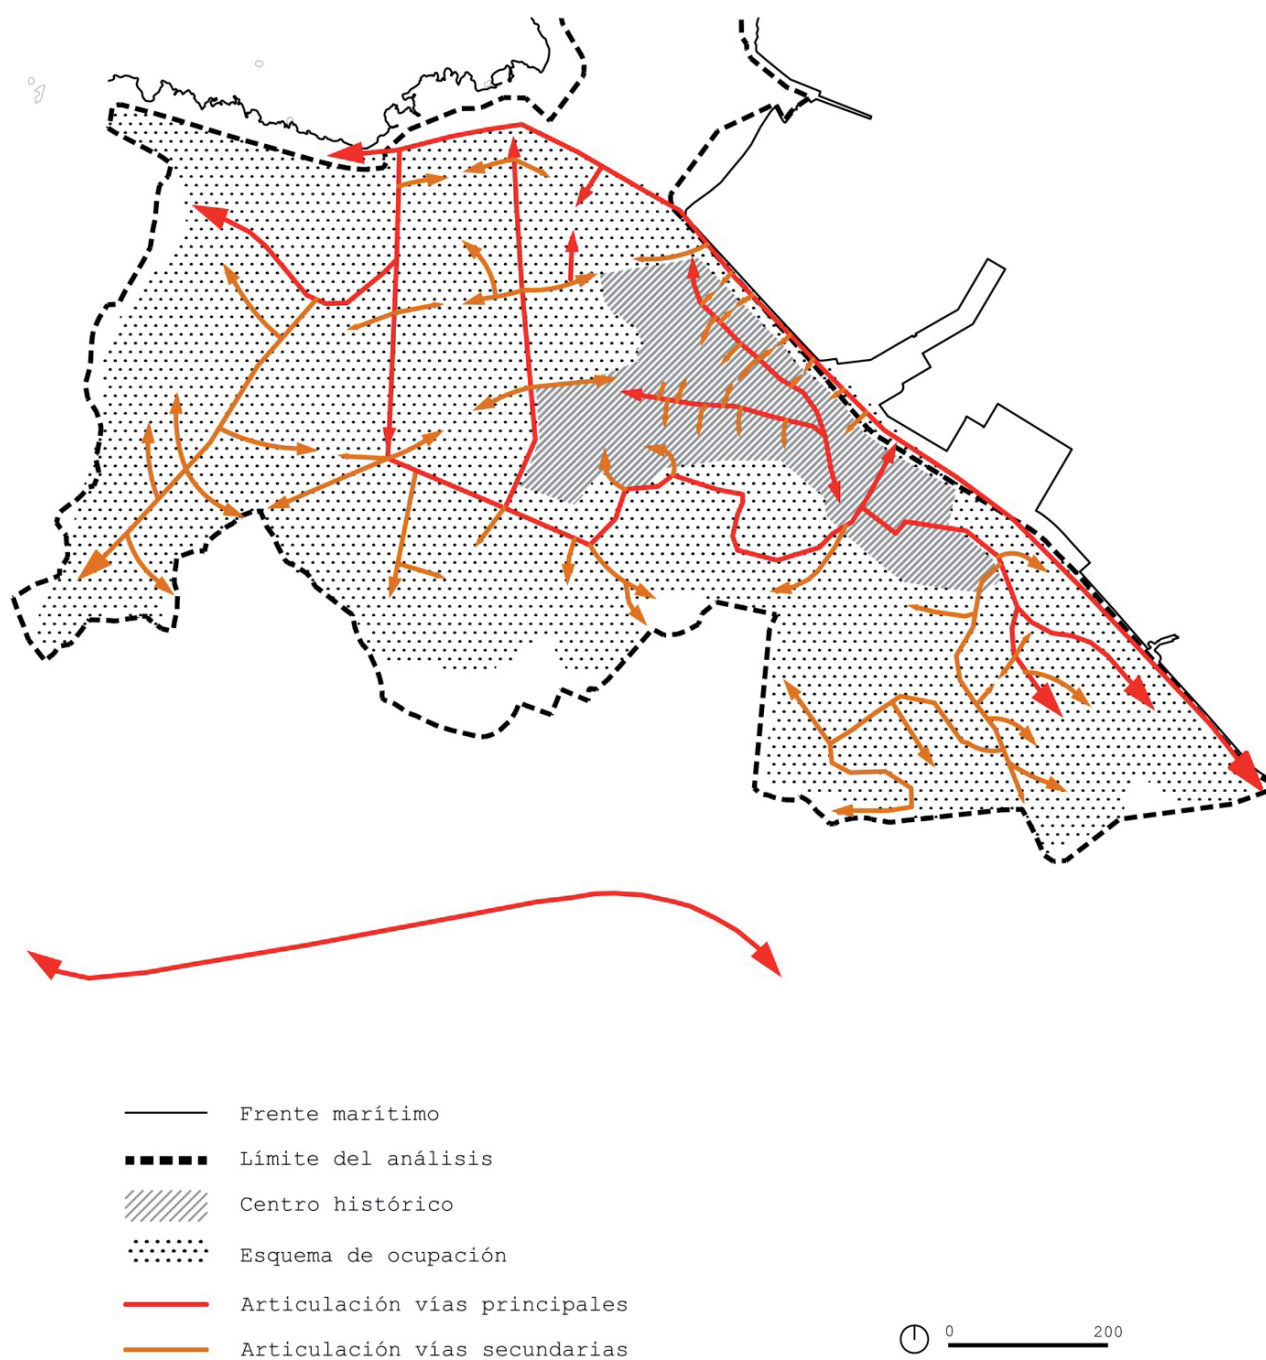 Frente marítimo
Límite del análisis
Centro histórico
Esquema de ocupación
Articulación vías principales
Articulación vías secundarias
0 200